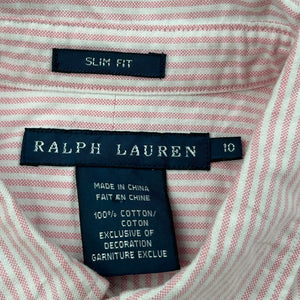 SLIM FIT
RALPH LAUREN 10
MADE IN CHINA
FAIT EN CHINE
100% COTTON/
COTON
EXCLUSIVE OF
DECORATION
GARNITURE EXCLUE